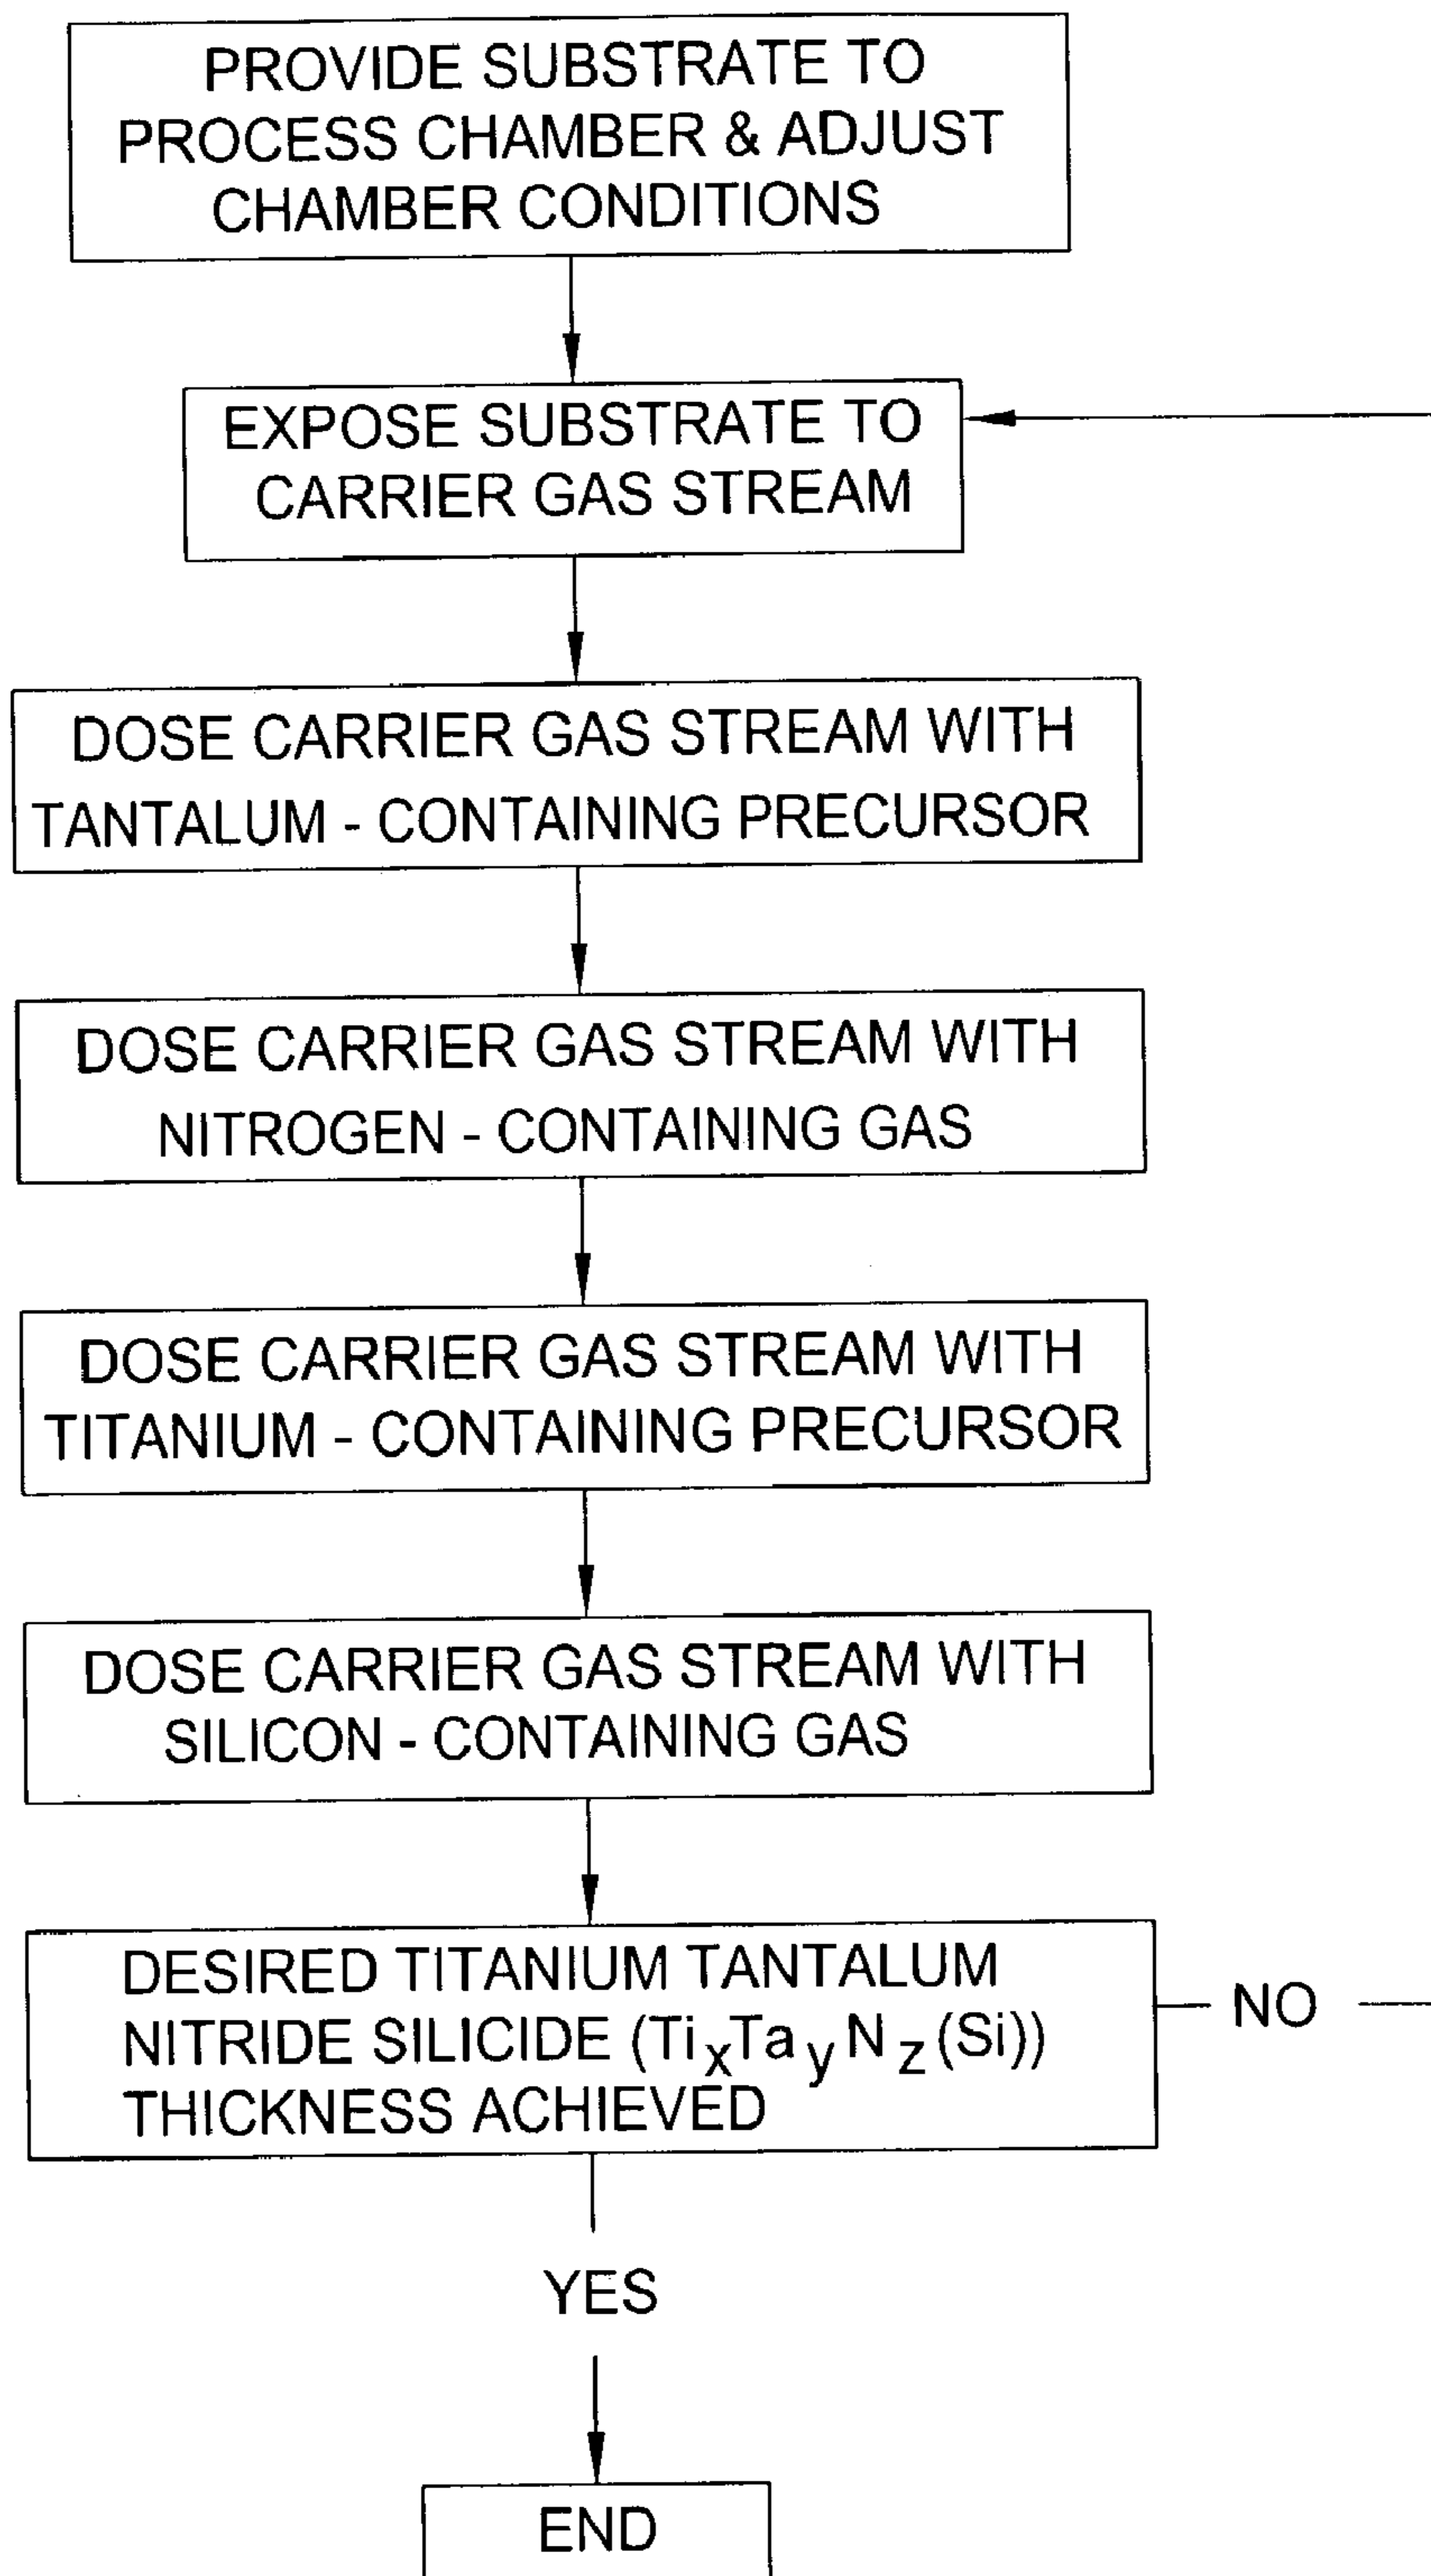 PROVIDE SUBSTRATE TO
PROCESS CHAMBER & ADJUST
CHAMBER CONDITIONS
EXPOSE SUBSTRATE TO
CARRIER GAS STREAM
DOSE CARRIER GAS STREAM WITH
TANTALUM - CONTAINING PRECURSOR
DOSE CARRIER GAS STREAM WITH
NITROGEN - CONTAINING GAS
DOSE CARRIER GAS STREAM WITH
TITANIUM - CONTAINING PRECURSOR
DOSE CARRIER GAS STREAM WITH
SILICON - CONTAINING GAS
DESIRED TITANIUM TANTALUM
NITRIDE SILICIDE (TixTayNz(Si))
THICKNESS ACHIEVED
NO
YES
END